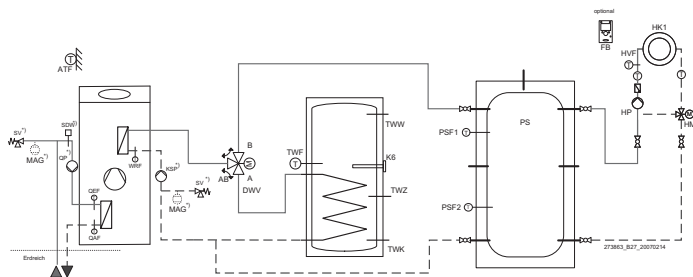 optional
HK1
FB
HVF
T
T
T
ATF
SV*)
SDW*)
MAG*)
QP*)
WRF
KSP*)
SV*)
MAG*)
QEF
QAF
Erdreich
B
M
AB
A
DWV
TWF
T
TWW
K6
TWZ
TWK
PS
PSF1
T
PSF2
T
HP
M
HM
273863_B27_20070214